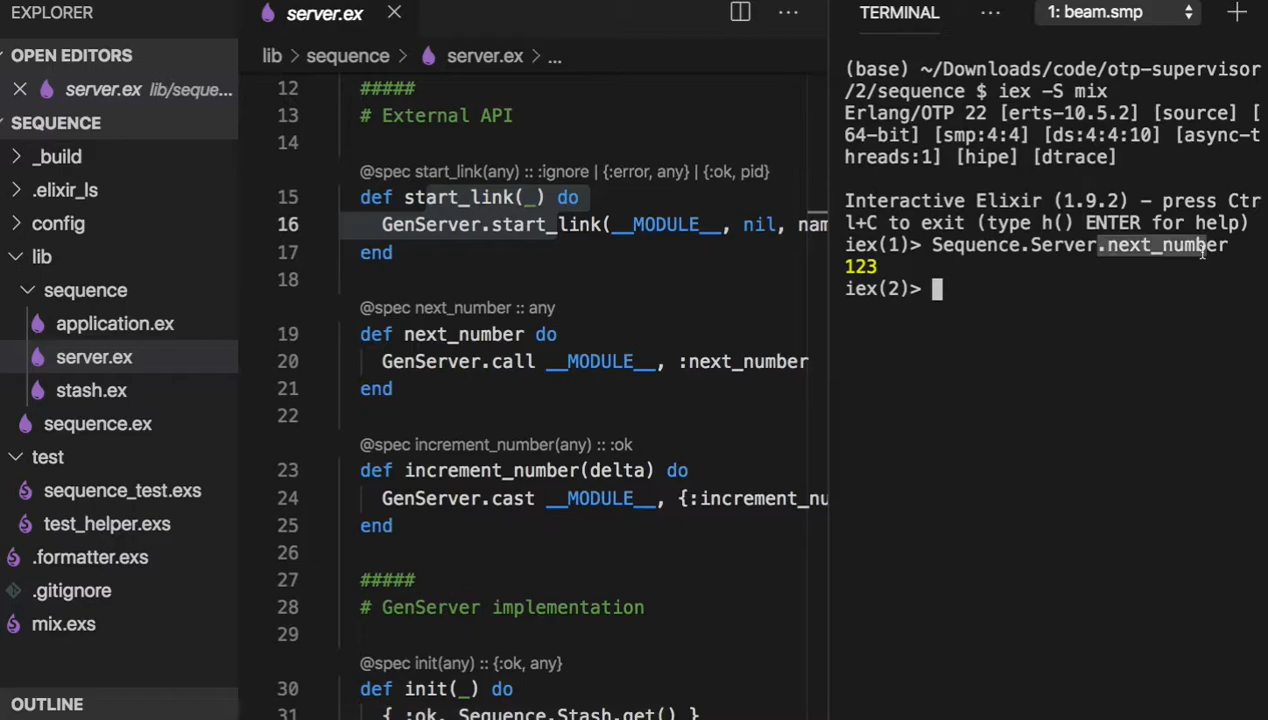 EXPLORER
OPEN EDITORS
server.ex lib/seque...
SEQUENCE
_build
.elixir_ls
config
lib
sequence
application.ex
server.ex
stash.ex
sequence.ex
test
sequence_test.exs
test_helper.exs
.formatter.exs
.gitignore
mix.exs
OUTLINE
server.ex
lib > sequence > server.ex > ...
12 #####
13 # External API
14
@spec start_link(any) :: :ignore | {:error, any} | {:ok, pid}
15 def start_link(_) do
16 GenServer.start_link(__MODULE__, nil, nam
17 end
18
@spec next_number :: any
19 def next_number do
20 GenServer.call __MODULE__, :next_number
21 end
22
@spec increment_number(any) :: :ok
23 def increment_number(delta) do
24 GenServer.cast __MODULE__, {:increment_nu
25 end
26
27 #####
28 # GenServer implementation
29
@spec init(any) :: {:ok, any}
30 def init(_) do
31 { :ok, Sequence.Stash.get() }
TERMINAL ... 1: beam.smp
(base) ~/Downloads/code/otp-supervisor
/2/sequence $ iex -S mix
Erlang/OTP 22 [erts-10.5.2] [source] [
64-bit] [smp:4:4] [ds:4:4:10] [async-t
hreads:1] [hipe] [dtrace]
Interactive Elixir (1.9.2) - press Ctr
l+C to exit (type h() ENTER for help)
iex(1)> Sequence.Server.next_number
123
iex(2)>